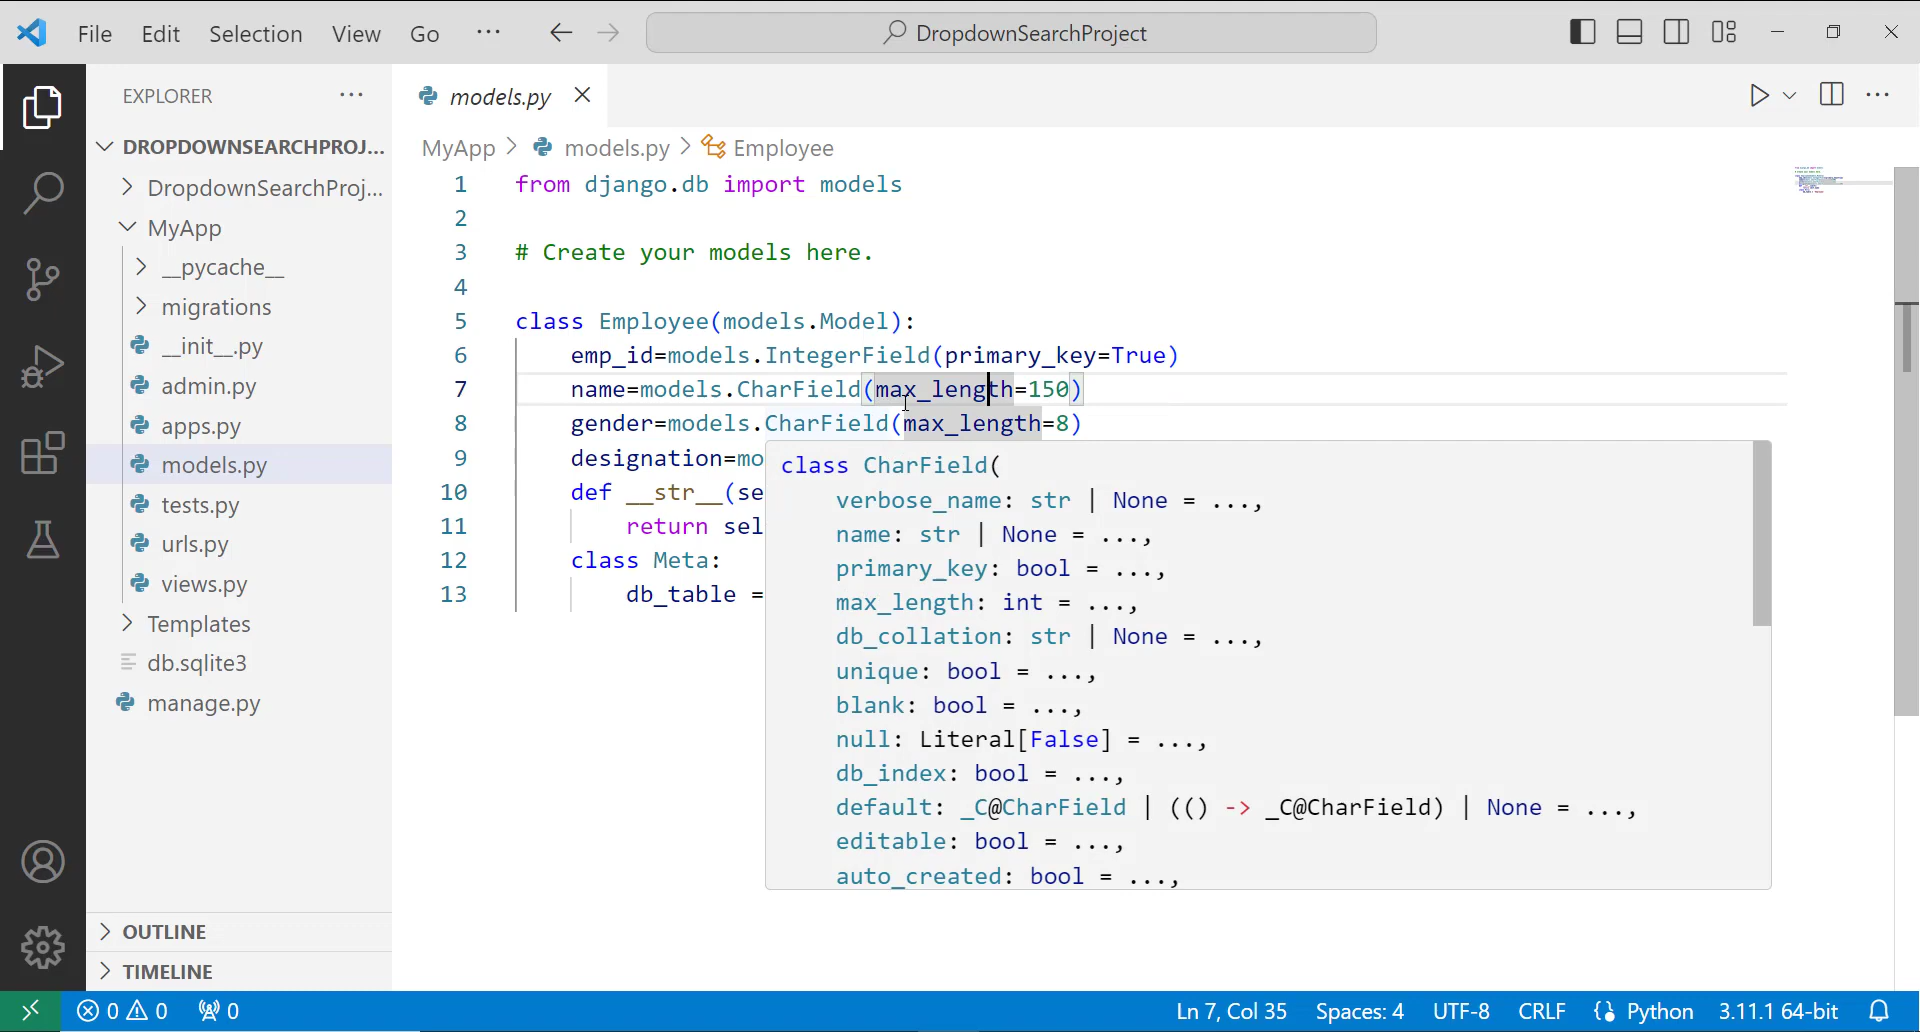 File Edit Selection View Go ··· DropdownSearchProject
EXPLORER ···
models.py
DROPDOWNSEARCHPROJ...
MyApp > models.py > Employee
DropdownSearchProj...
MyApp
__pycache__
migrations
__init__.py
admin.py
apps.py
models.py
tests.py
urls.py
views.py
Templates
db.sqlite3
manage.py
OUTLINE
TIMELINE
1 from django.db import models
2
3 # Create your models here.
4
5 class Employee(models.Model):
6 emp_id=models.IntegerField(primary_key=True)
7 name=models.CharField(max_length=150)
8 gender=models.CharField(max_length=8)
9 designation=mo
10 def __str__(se
11 return sel
12 class Meta:
13 db_table =
class CharField(
verbose_name: str | None = ...,
name: str | None = ...,
primary_key: bool = ...,
max_length: int = ...,
db_collation: str | None = ...,
unique: bool = ...,
blank: bool = ...,
null: Literal[False] = ...,
db_index: bool = ...,
default: _C@CharField | (() -> _C@CharField) | None = ...,
editable: bool = ...,
auto_created: bool = ...,
0 0 0 Ln 7, Col 35 Spaces: 4 UTF-8 CRLF Python 3.11.1 64-bit